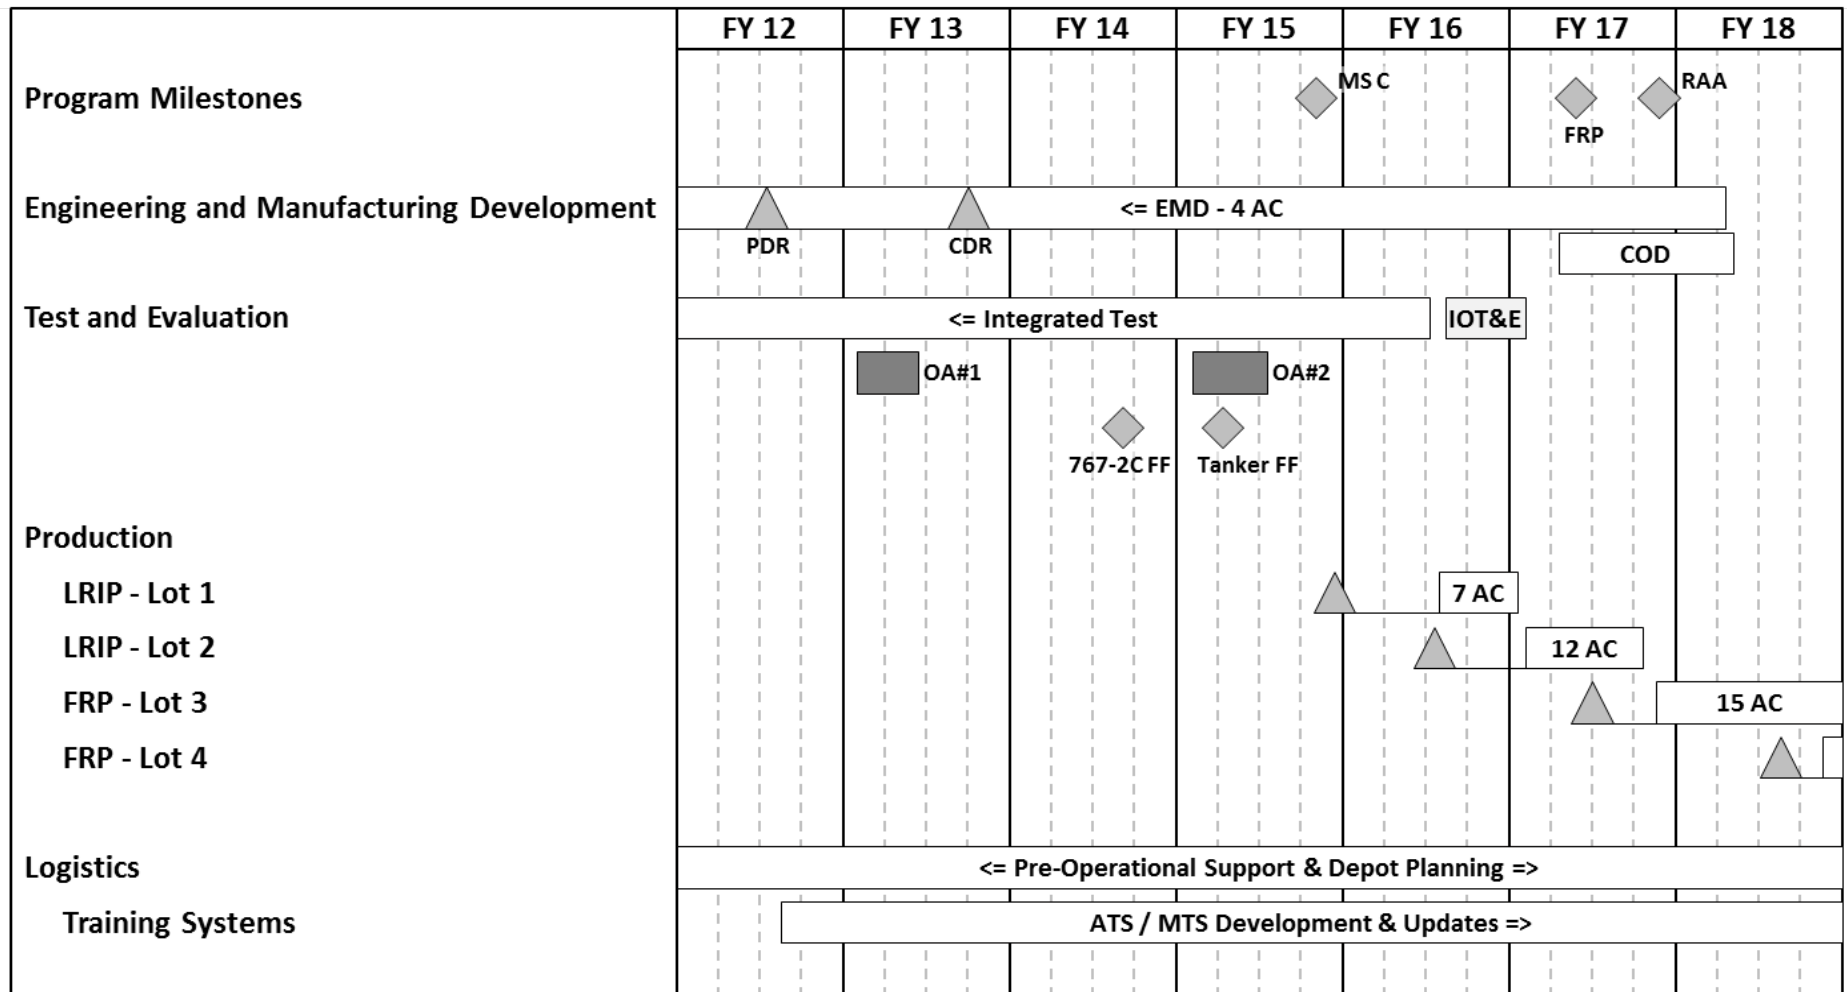 FY 12 FY 13 FY 14 FY 15 FY 16 FY 17 FY 18
Program Milestones
MS C
RAA
FRP
Engineering and Manufacturing Development
<= EMD - 4 AC
PDR
CDR
COD
Test and Evaluation
<= Integrated Test
IOT&E
OA#1
OA#2
767-2C FF
Tanker FF
Production
LRIP - Lot 1
7 AC
LRIP - Lot 2
12 AC
FRP - Lot 3
15 AC
FRP - Lot 4
Logistics
<= Pre-Operational Support & Depot Planning =>
Training Systems
ATS / MTS Development & Updates =>